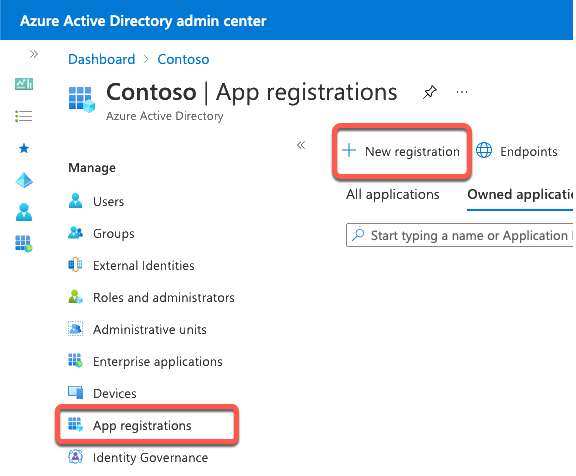 Azure Active Directory admin center
Dashboard > Contoso
Contoso | App registrations
Azure Active Directory
Manage
Users
Groups
External Identities
Roles and administrators
Administrative units
Enterprise applications
Devices
App registrations
Identity Governance
New registration
Endpoints
All applications
Owned applicati
Start typing a name or Application